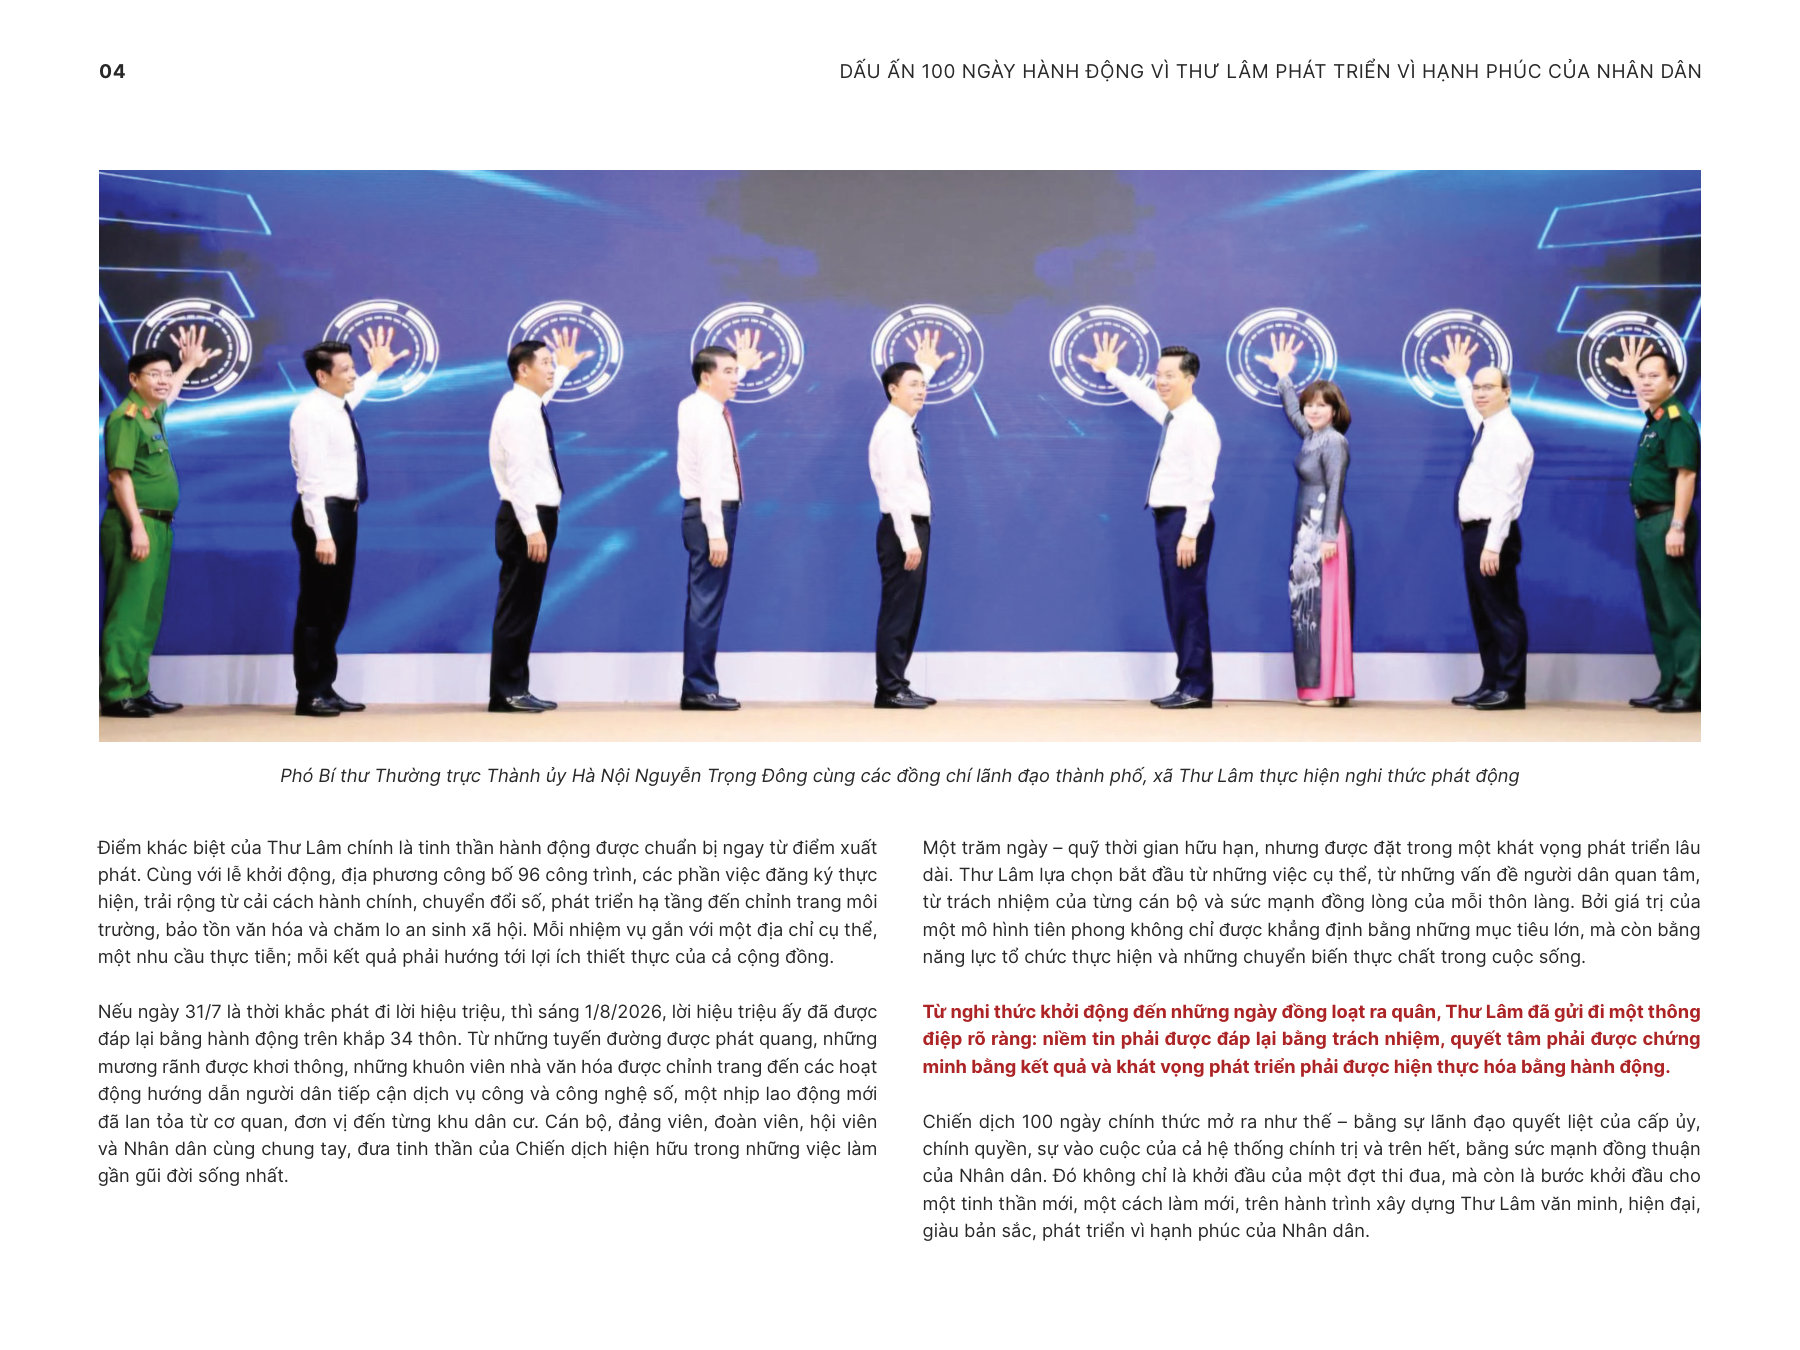 04
DẤU ẤN 100 NGÀY HÀNH ĐỘNG VÌ THƯ LÂM PHÁT TRIỂN VÌ HẠNH PHÚC CỦA NHÂN DÂN
Phó Bí thư Thường trực Thành ủy Hà Nội Nguyễn Trọng Đông cùng các đồng chí lãnh đạo thành phố, xã Thư Lâm thực hiện nghi thức phát động
Điểm khác biệt của Thư Lâm chính là tinh thần hành động được chuẩn bị ngay từ điểm xuất
phát. Cùng với lễ khởi động, địa phương công bố 96 công trình, các phần việc đăng ký thực
hiện, trải rộng từ cải cách hành chính, chuyển đổi số, phát triển hạ tầng đến chỉnh trang môi
trường, bảo tồn văn hóa và chăm lo an sinh xã hội. Mỗi nhiệm vụ gắn với một địa chỉ cụ thể,
một nhu cầu thực tiễn; mỗi kết quả phải hướng tới lợi ích thiết thực của cả cộng đồng.
Nếu ngày 31/7 là thời khắc phát đi lời hiệu triệu, thì sáng 1/8/2026, lời hiệu triệu ấy đã được
đáp lại bằng hành động trên khắp 34 thôn. Từ những tuyến đường được phát quang, những
mương rãnh được khơi thông, những khuôn viên nhà văn hóa được chỉnh trang đến các hoạt
động hướng dẫn người dân tiếp cận dịch vụ công và công nghệ số, một nhịp lao động mới
đã lan tỏa từ cơ quan, đơn vị đến từng khu dân cư. Cán bộ, đảng viên, đoàn viên, hội viên
và Nhân dân cùng chung tay, đưa tinh thần của Chiến dịch hiện hữu trong những việc làm
gần gũi đời sống nhất.
Một trăm ngày – quỹ thời gian hữu hạn, nhưng được đặt trong một khát vọng phát triển lâu
dài. Thư Lâm lựa chọn bắt đầu từ những việc cụ thể, từ những vấn đề người dân quan tâm,
từ trách nhiệm của từng cán bộ và sức mạnh đồng lòng của mỗi thôn làng. Bởi giá trị của
một mô hình tiên phong không chỉ được khẳng định bằng những mục tiêu lớn, mà còn bằng
năng lực tổ chức thực hiện và những chuyển biến thực chất trong cuộc sống.
Từ nghi thức khởi động đến những ngày đồng loạt ra quân, Thư Lâm đã gửi đi một thông
điệp rõ ràng: niềm tin phải được đáp lại bằng trách nhiệm, quyết tâm phải được chứng
minh bằng kết quả và khát vọng phát triển phải được hiện thực hóa bằng hành động.
Chiến dịch 100 ngày chính thức mở ra như thế – bằng sự lãnh đạo quyết liệt của cấp ủy,
chính quyền, sự vào cuộc của cả hệ thống chính trị và trên hết, bằng sức mạnh đồng thuận
của Nhân dân. Đó không chỉ là khởi đầu của một đợt thi đua, mà còn là bước khởi đầu cho
một tinh thần mới, một cách làm mới, trên hành trình xây dựng Thư Lâm văn minh, hiện đại,
giàu bản sắc, phát triển vì hạnh phúc của Nhân dân.